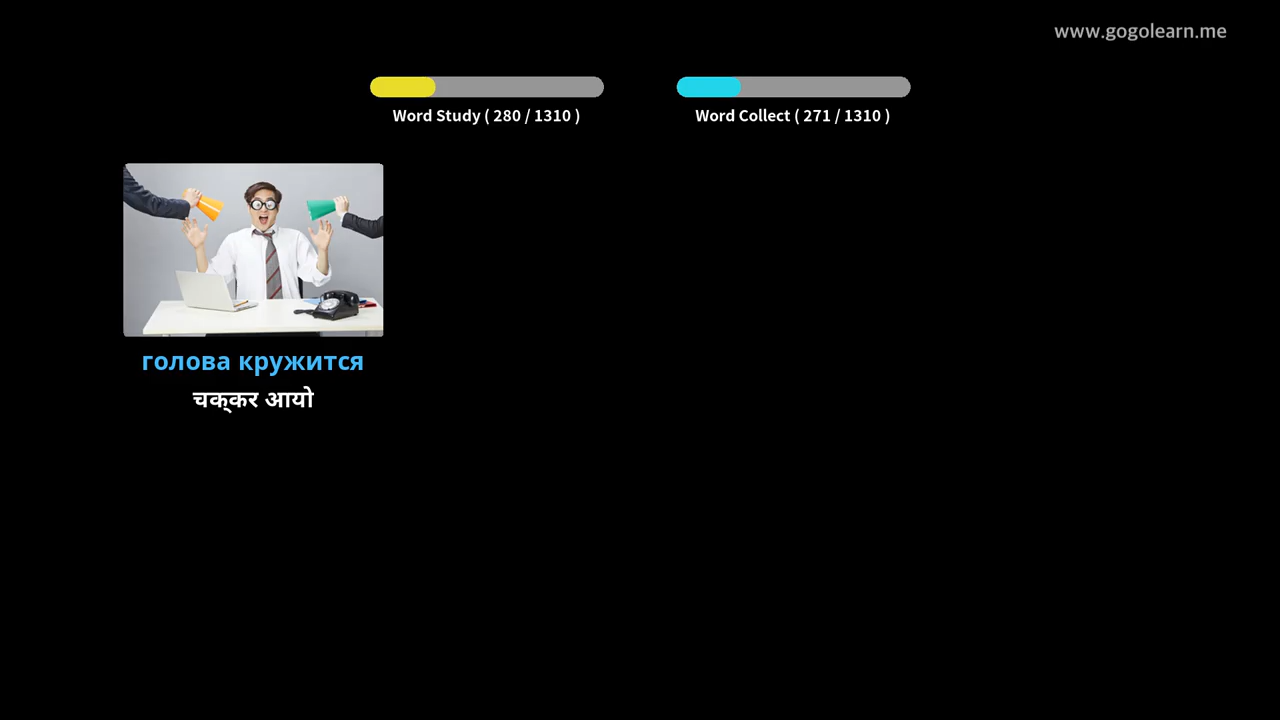 www.gogolearn.me
Word Study ( 280 / 1310 )
Word Collect ( 271 / 1310 )
голова кружится
चक्कर आयो